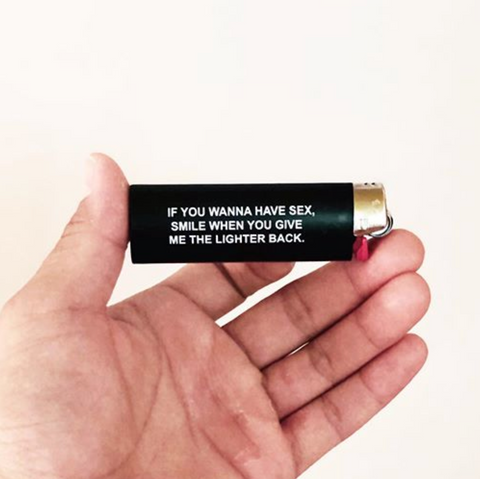 IF YOU WANNA HAVE SEX,
SMILE WHEN YOU GIVE
ME THE LIGHTER BACK.